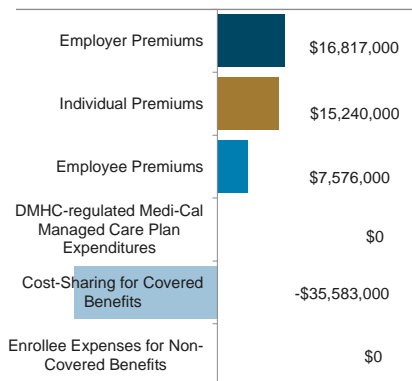 Employer Premiums
$16,817,000
Individual Premiums
$15,240,000
Employee Premiums
$7,576,000
DMHC-regulated Medi-Cal
Managed Care Plan
Expenditures
$0
Cost-Sharing for Covered
Benefits
-$35,583,000
Enrollee Expenses for Non-
Covered Benefits
$0